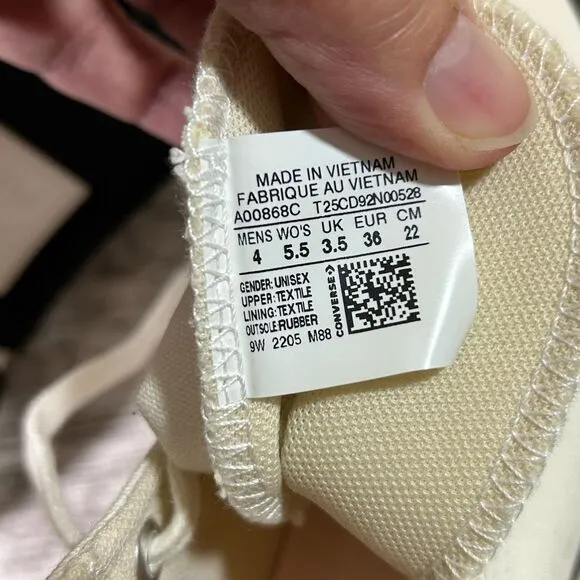 MADE IN VIETNAM
FABRIQUE AU VIETNAM
A00868C T25CD92N00528
MENS WO'S UK EUR CM
4 5.5 3.5 36 22
GENDER: UNISEX
UPPER: TEXTILE
LINING: TEXTILE
OUTSOLE: RUBBER
9W 2205 M88
CONVERSE